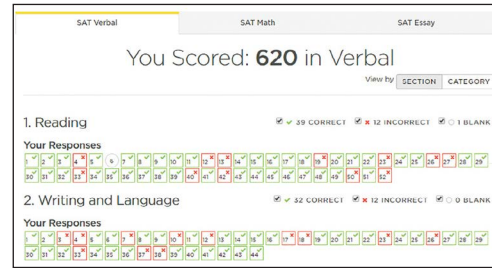 SAT Verbal SAT Math SAT Essay
You Scored: 620 in Verbal
View by SECTION CATEGORY
1. Reading 39 CORRECT 12 INCORRECT 1 BLANK
Your Responses
1 2 3 4 5 6 7 8 9 10 11 12 13 14 15 16 17 18 19 20 21 22 23 24 25 26 27 28 29
30 31 32 33 34 35 36 37 38 39 40 41 42 43 44 45 46 47 48 49 50 51 52
2. Writing and Language 32 CORRECT 12 INCORRECT 0 BLANK
Your Responses
1 2 3 4 5 6 7 8 9 10 11 12 13 14 15 16 17 18 19 20 21 22 23 24 25 26 27 28 29
30 31 32 33 34 35 36 37 38 39 40 41 42 43 44